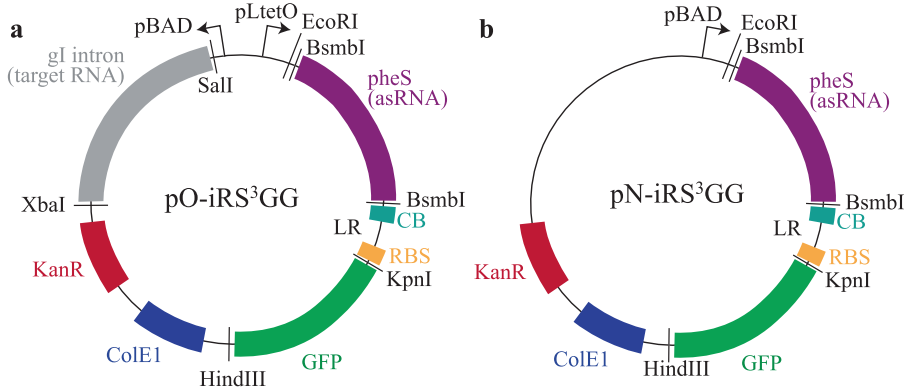 a
pBAD
pLtetO
EcoRI
BsmbI
gI intron
(target RNA)
SalI
pheS
(asRNA)
XbaI
pO-iRS³GG
BsmbI
CB
LR
RBS
KpnI
KanR
ColE1
HindIII
GFP
b
pBAD
EcoRI
BsmbI
pheS
(asRNA)
pN-iRS³GG
BsmbI
CB
LR
RBS
KpnI
KanR
ColE1
HindIII
GFP